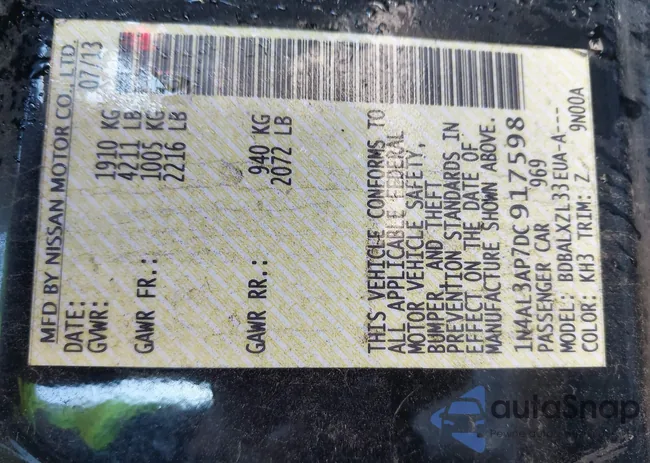 MFD BY NISSAN MOTOR CO., LTD.
DATE: 07/13
GVWR: 1910 KG
4211 LB
GAWR FR.: 1005 KG
2216 LB
GAWR RR.: 940 KG
2072 LB
THIS VEHICLE CONFORMS TO
ALL APPLICABLE FEDERAL
MOTOR VEHICLE SAFETY,
BUMPER, AND THEFT
PREVENTION STANDARDS IN
EFFECT ON THE DATE OF
MANUFACTURE SHOWN ABOVE.
1N4AL3AP7DC917598
PASSENGER CAR 969
MODEL: BDBALXZL33EUA-A---
COLOR: KH3 TRIM: Z 9N00A
autoSnap